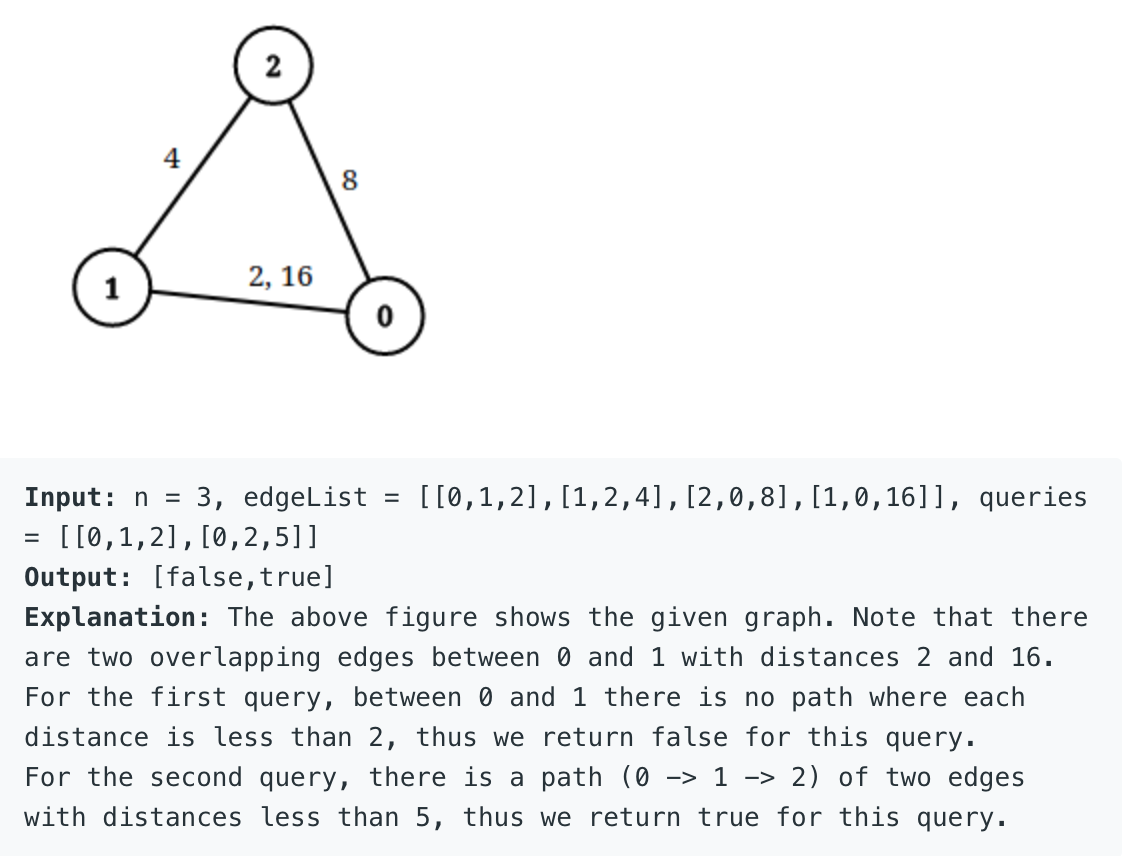 2
4
8
2, 16
1
0
Input: n = 3, edgeList = [[0,1,2],[1,2,4],[2,0,8],[1,0,16]], queries
= [[0,1,2],[0,2,5]]
Output: [false,true]
Explanation: The above figure shows the given graph. Note that there
are two overlapping edges between 0 and 1 with distances 2 and 16.
For the first query, between 0 and 1 there is no path where each
distance is less than 2, thus we return false for this query.
For the second query, there is a path (0 -> 1 -> 2) of two edges
with distances less than 5, thus we return true for this query.